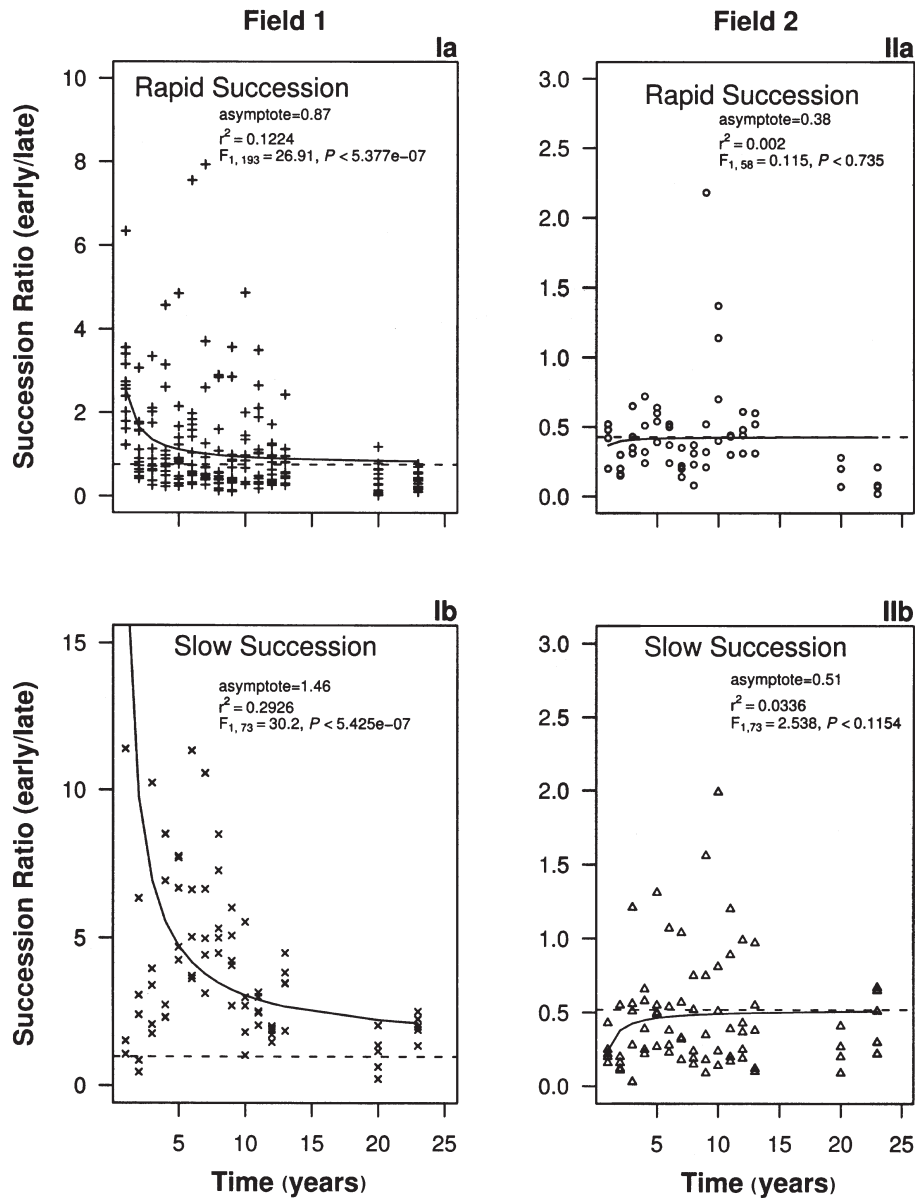 Field 1
Field 2
Ia
Rapid Succession
asymptote=0.87
r² = 0.1224
F₁, ₁₉₃ = 26.91, P < 5.377e−07
10
8
6
4
2
0
Succession Ratio (early/late)
IIa
Rapid Succession
asymptote=0.38
r² = 0.002
F₁, ₅₈ = 0.115, P < 0.735
3.0
2.5
2.0
1.5
1.0
0.5
0.0
Ib
Slow Succession
asymptote=1.46
r² = 0.2926
F₁, ₇₃ = 30.2, P < 5.425e−07
15
10
5
0
Succession Ratio (early/late)
5 10 15 20 25
Time (years)
IIb
Slow Succession
asymptote=0.51
r² = 0.0336
F₁,₇₃ = 2.538, P < 0.1154
3.0
2.5
2.0
1.5
1.0
0.5
0.0
5 10 15 20 25
Time (years)